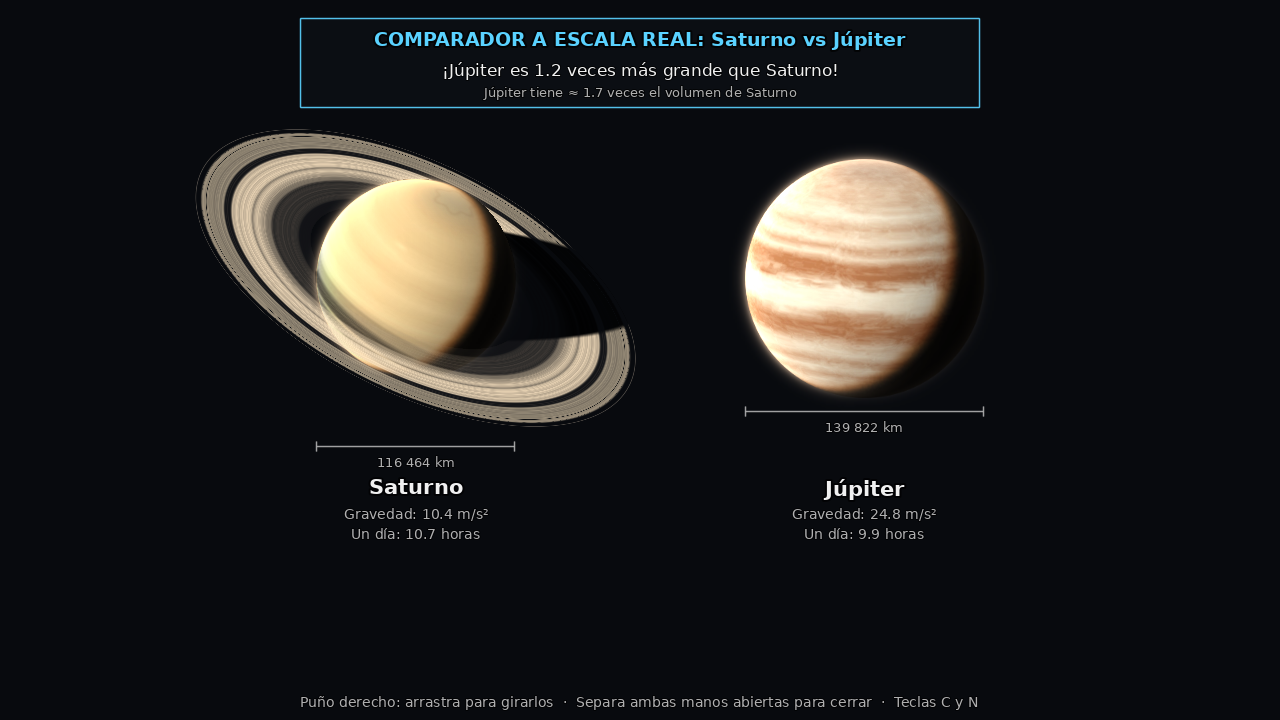 COMPARADOR A ESCALA REAL: Saturno vs Júpiter
¡Júpiter es 1.2 veces más grande que Saturno!
Júpiter tiene ≈ 1.7 veces el volumen de Saturno
139 822 km
116 464 km
Saturno
Gravedad: 10.4 m/s²
Un día: 10.7 horas
Júpiter
Gravedad: 24.8 m/s²
Un día: 9.9 horas
Puño derecho: arrastra para girarlos · Separa ambas manos abiertas para cerrar · Teclas C y N